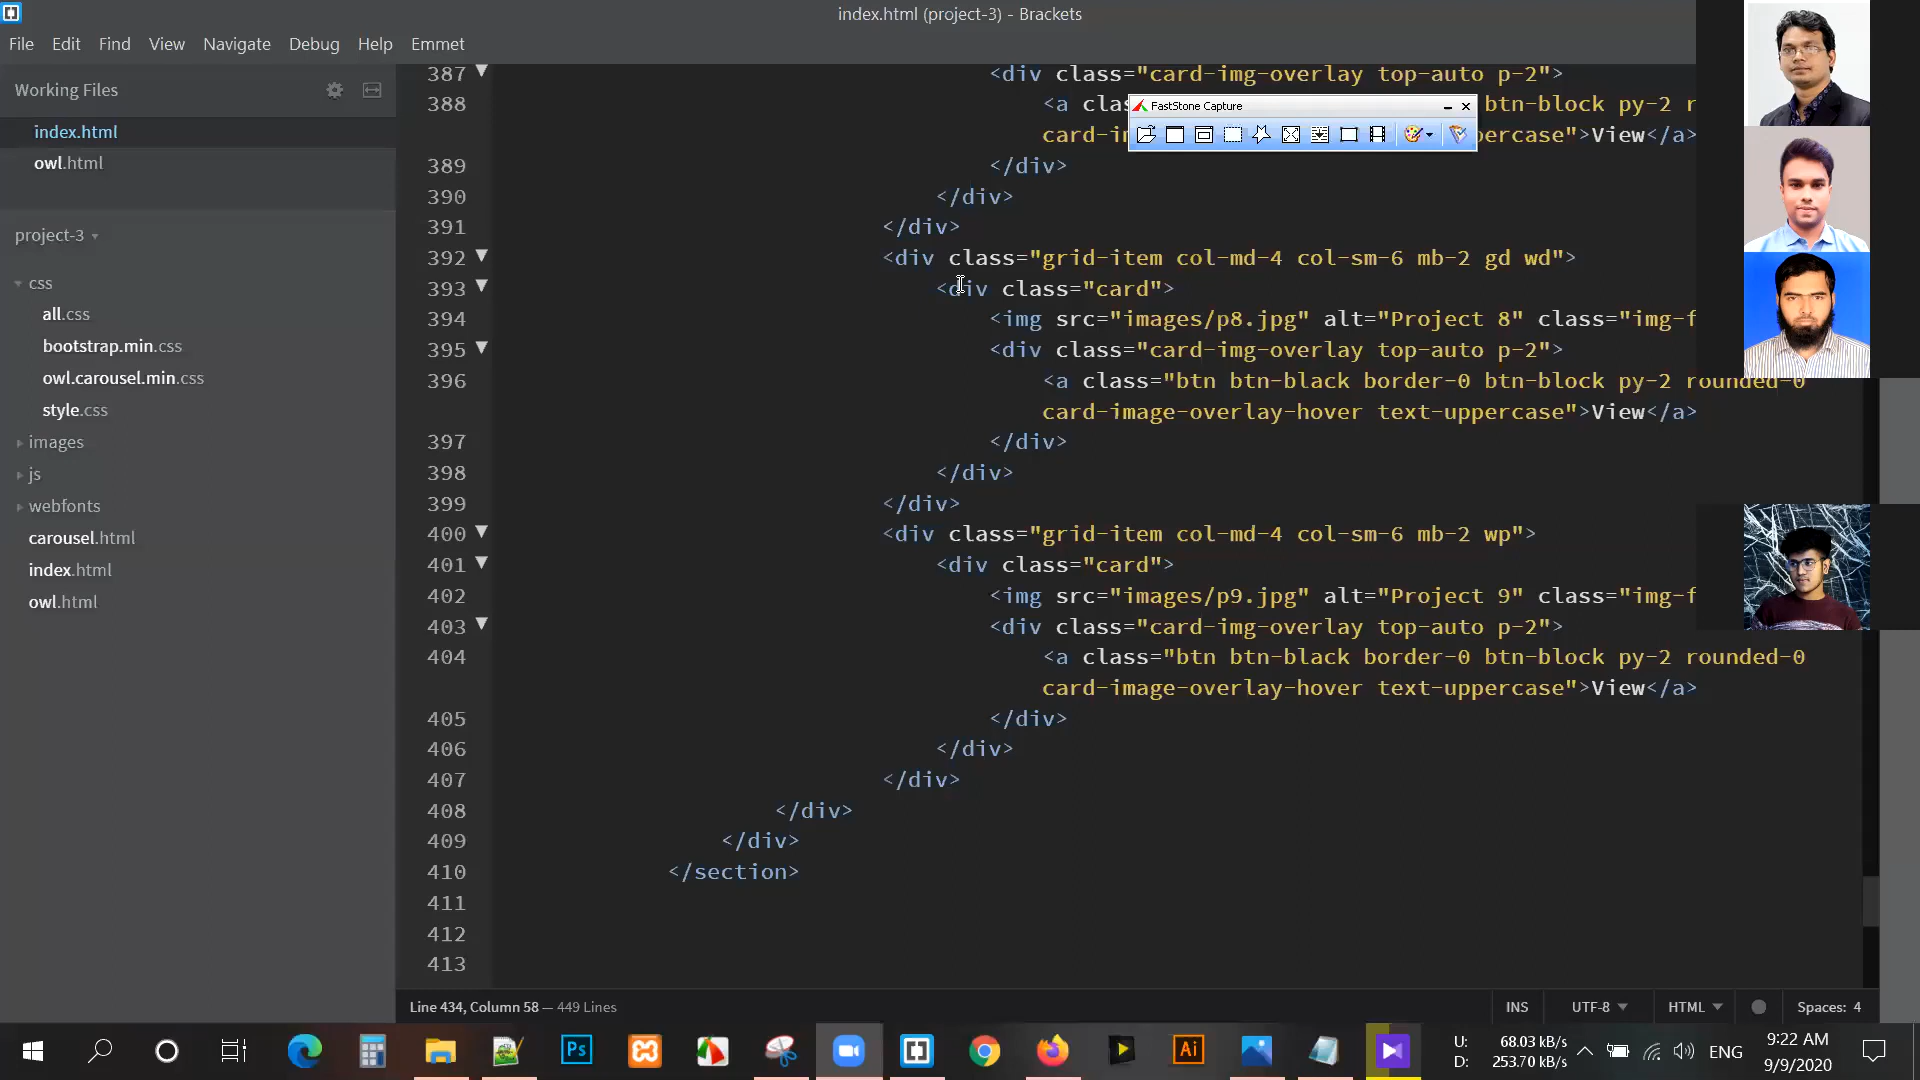 index.html (project-3) - Brackets
File Edit Find View Navigate Debug Help Emmet
Working Files
index.html
owl.html
project-3
css
all.css
bootstrap.min.css
owl.carousel.min.css
style.css
images
js
webfonts
carousel.html
index.html
owl.html
FastStone Capture
387 <div class="card-img-overlay top-auto p-2">
388 <a clas btn-block py-2 r
card-im percase">View</a>
389 </div>
390 </div>
391 </div>
392 <div class="grid-item col-md-4 col-sm-6 mb-2 gd wd">
393 <div class="card">
394 <img src="images/p8.jpg" alt="Project 8" class="img-f
395 <div class="card-img-overlay top-auto p-2">
396 <a class="btn btn-black border-0 btn-block py-2 rounded-0
card-image-overlay-hover text-uppercase">View</a>
397 </div>
398 </div>
399 </div>
400 <div class="grid-item col-md-4 col-sm-6 mb-2 wp">
401 <div class="card">
402 <img src="images/p9.jpg" alt="Project 9" class="img-f
403 <div class="card-img-overlay top-auto p-2">
404 <a class="btn btn-black border-0 btn-block py-2 rounded-0
card-image-overlay-hover text-uppercase">View</a>
405 </div>
406 </div>
407 </div>
408 </div>
409 </div>
410 </section>
411
412
413
Line 434, Column 58 — 449 Lines
INS UTF-8 HTML Spaces: 4
Ps
Ai
U: 68.03 kB/s
D: 253.70 kB/s
ENG
9:22 AM
9/9/2020